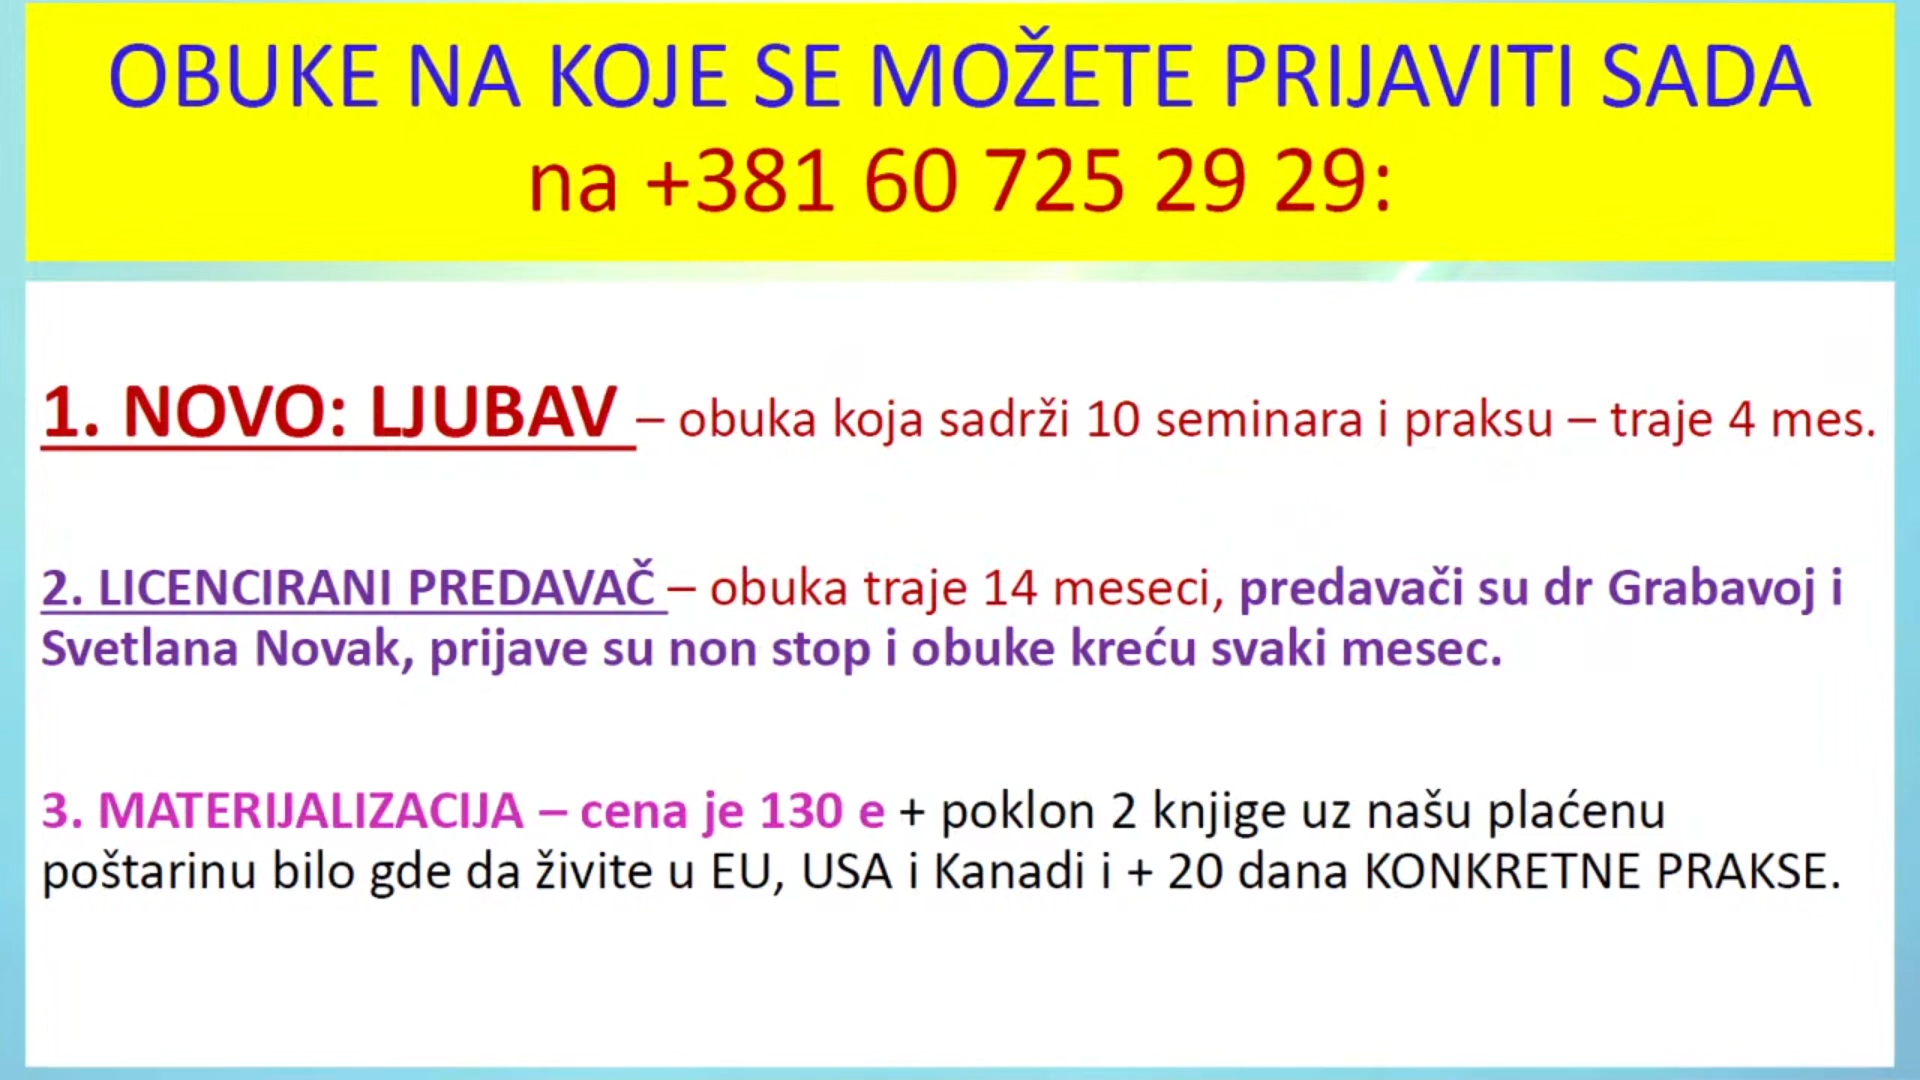 OBUKE NA KOJE SE MOŽETE PRIJAVITI SADA
na +381 60 725 29 29:
1. NOVO: LJUBAV – obuka koja sadrži 10 seminara i praksu – traje 4 mes.
2. LICENCIRANI PREDAVAČ – obuka traje 14 meseci, predavači su dr Grabavoj i
Svetlana Novak, prijave su non stop i obuke kreću svaki mesec.
3. MATERIJALIZACIJA – cena je 130 e + poklon 2 knjige uz našu plaćenu
poštarinu bilo gde da živite u EU, USA i Kanadi i + 20 dana KONKRETNE PRAKSE.